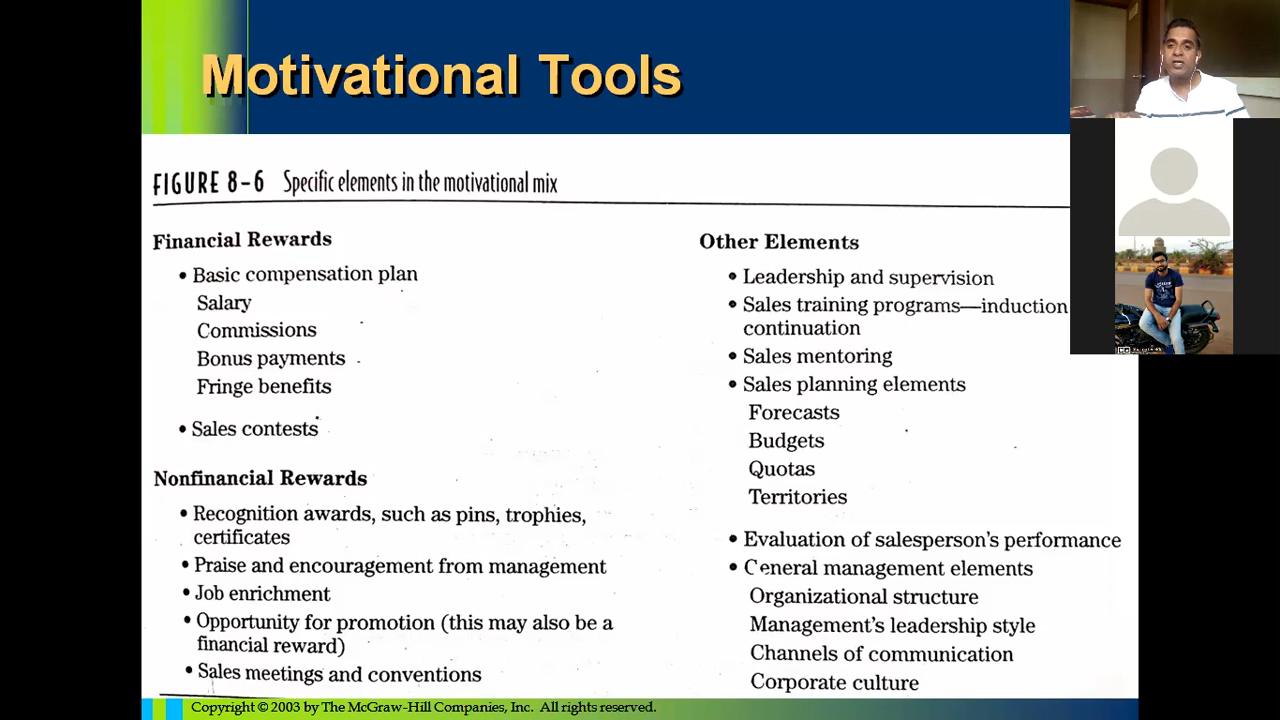 Motivational Tools
FIGURE 8-6 Specific elements in the motivational mix
Financial Rewards
• Basic compensation plan
Salary
Commissions
Bonus payments
Fringe benefits
• Sales contests
Nonfinancial Rewards
• Recognition awards, such as pins, trophies,
certificates
• Praise and encouragement from management
• Job enrichment
• Opportunity for promotion (this may also be a
financial reward)
• Sales meetings and conventions
Other Elements
• Leadership and supervision
• Sales training programs—induction
continuation
• Sales mentoring
• Sales planning elements
Forecasts
Budgets
Quotas
Territories
• Evaluation of salesperson's performance
• General management elements
Organizational structure
Management's leadership style
Channels of communication
Corporate culture
Copyright © 2003 by The McGraw-Hill Companies, Inc. All rights reserved.